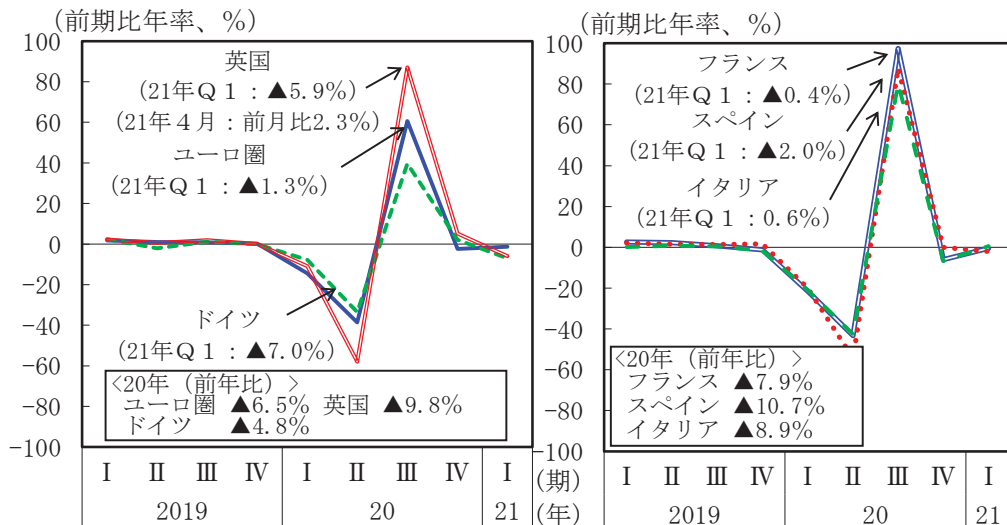 (前期比年率、%)
100
80
60
40
20
0
-20
-40
-60
-80
-100
英国
(21年Q1:▲5.9%)
(21年4月:前月比2.3%)
ユーロ圏
(21年Q1:▲1.3%)
ドイツ
(21年Q1:▲7.0%)
<20年(前年比)>
ユーロ圏 ▲6.5% 英国 ▲9.8%
ドイツ ▲4.8%
Ⅰ Ⅱ Ⅲ Ⅳ Ⅰ Ⅱ Ⅲ Ⅳ Ⅰ (期)
2019 20 21 (年)
(前期比年率、%)
100
80
60
40
20
0
-20
-40
-60
-80
-100
フランス
(21年Q1:▲0.4%)
スペイン
(21年Q1:▲2.0%)
イタリア
(21年Q1:0.6%)
<20年(前年比)>
フランス ▲7.9%
スペイン ▲10.7%
イタリア ▲8.9%
Ⅰ Ⅱ Ⅲ Ⅳ Ⅰ Ⅱ Ⅲ Ⅳ Ⅰ
2019 20 21